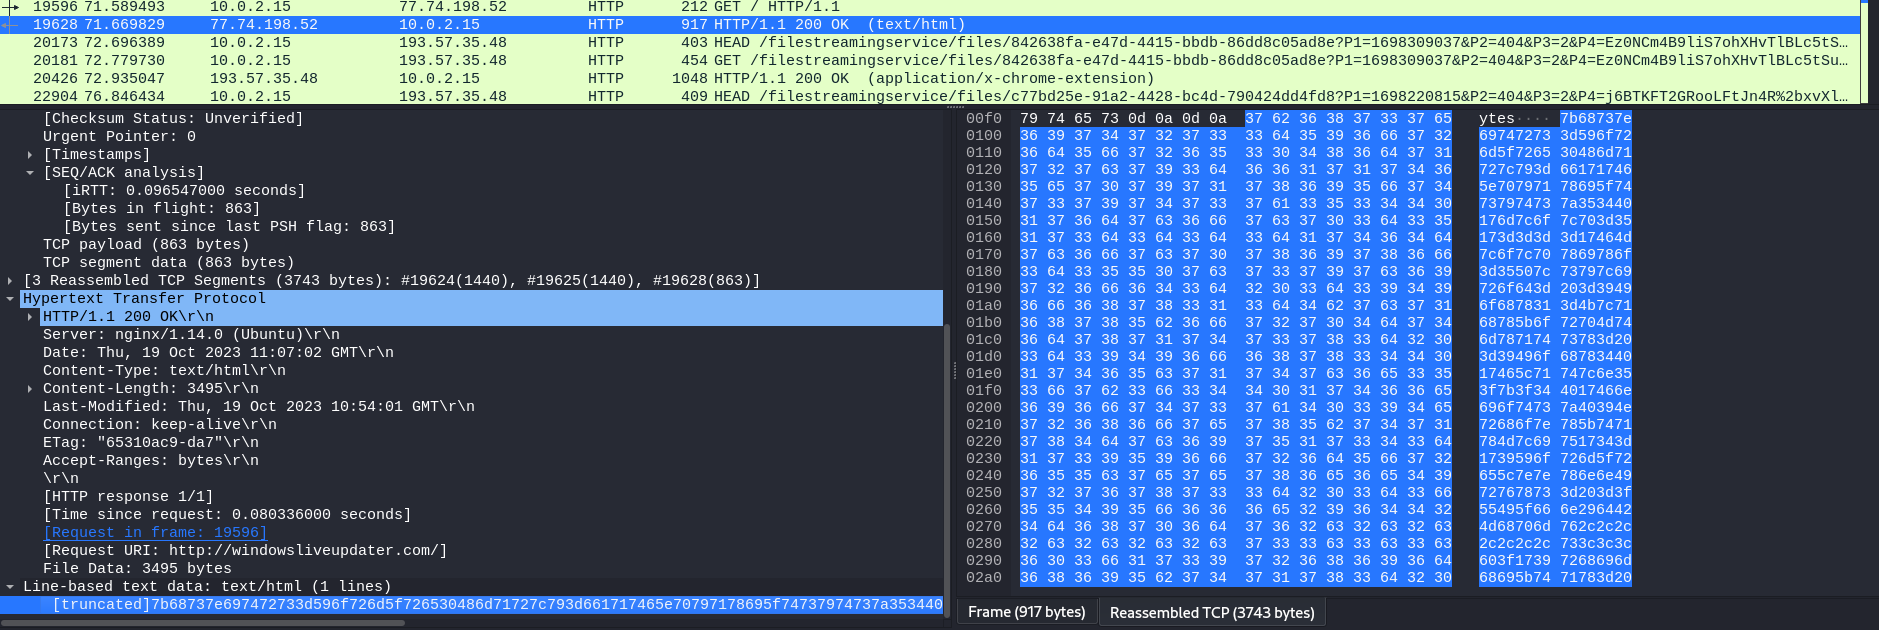 19596 71.589493 10.0.2.15 77.74.198.52 HTTP 212 GET / HTTP/1.1
19628 71.669829 77.74.198.52 10.0.2.15 HTTP 917 HTTP/1.1 200 OK (text/html)
20173 72.696389 10.0.2.15 193.57.35.48 HTTP 403 HEAD /filestreamingservice/files/842638fa-e47d-4415-bbdb-86dd8c05ad8e?P1=1698309037&P2=404&P3=2&P4=Ez0NCm4B9liS7ohXHvTlBLc5tS…
20181 72.779730 10.0.2.15 193.57.35.48 HTTP 454 GET /filestreamingservice/files/842638fa-e47d-4415-bbdb-86dd8c05ad8e?P1=1698309037&P2=404&P3=2&P4=Ez0NCm4B9liS7ohXHvTlBLc5tSu…
20426 72.935047 193.57.35.48 10.0.2.15 HTTP 1048 HTTP/1.1 200 OK (application/x-chrome-extension)
22904 76.846434 10.0.2.15 193.57.35.48 HTTP 409 HEAD /filestreamingservice/files/c77bd25e-91a2-4428-bc4d-790424dd4fd8?P1=1698220815&P2=404&P3=2&P4=j6BTKFT2GRooLFtJn4R%2bxvXl…
[Checksum Status: Unverified]
Urgent Pointer: 0
[Timestamps]
[SEQ/ACK analysis]
[iRTT: 0.096547000 seconds]
[Bytes in flight: 863]
[Bytes sent since last PSH flag: 863]
TCP payload (863 bytes)
TCP segment data (863 bytes)
[3 Reassembled TCP Segments (3743 bytes): #19624(1440), #19625(1440), #19628(863)]
Hypertext Transfer Protocol
HTTP/1.1 200 OK\r\n
Server: nginx/1.14.0 (Ubuntu)\r\n
Date: Thu, 19 Oct 2023 11:07:02 GMT\r\n
Content-Type: text/html\r\n
Content-Length: 3495\r\n
Last-Modified: Thu, 19 Oct 2023 10:54:01 GMT\r\n
Connection: keep-alive\r\n
ETag: "65310ac9-da7"\r\n
Accept-Ranges: bytes\r\n
\r\n
[HTTP response 1/1]
[Time since request: 0.080336000 seconds]
[Request in frame: 19596]
[Request URI: http://windowsliveupdater.com/]
File Data: 3495 bytes
Line-based text data: text/html (1 lines)
[truncated]7b68737e697472733d596f726d5f726530486d71727c793d661717465e70797178695f74737974737a353440
00f0 79 74 65 73 0d 0a 0d 0a 37 62 36 38 37 33 37 65 ytes···· 7b68737e
0100 36 39 37 34 37 32 37 33 33 64 35 39 36 66 37 32 69747273 3d596f72
0110 36 64 35 66 37 32 36 35 33 30 34 38 36 64 37 31 6d5f7265 30486d71
0120 37 32 37 63 37 39 33 64 36 36 31 37 31 37 34 36 727c793d 66171746
0130 35 65 37 30 37 39 37 31 37 38 36 39 35 66 37 34 5e707971 78695f74
0140 37 33 37 39 37 34 37 33 37 61 33 35 33 34 34 30 73797473 7a353440
0150 31 37 36 64 37 63 36 66 37 63 37 30 33 64 33 35 176d7c6f 7c703d35
0160 31 37 33 64 33 64 33 64 33 64 31 37 34 36 34 64 173d3d3d 3d17464d
0170 37 63 36 66 37 63 37 30 37 38 36 39 37 38 36 66 7c6f7c70 7869786f
0180 33 64 33 35 35 30 37 63 37 33 37 39 37 63 36 39 3d35507c 73797c69
0190 37 32 36 66 36 34 33 64 32 30 33 64 33 39 34 39 726f643d 203d3949
01a0 36 66 36 38 37 38 33 31 33 64 34 62 37 63 37 31 6f687831 3d4b7c71
01b0 36 38 37 38 35 62 36 66 37 32 37 30 34 64 37 34 68785b6f 72704d74
01c0 36 64 37 38 37 31 37 34 37 33 37 38 33 64 32 30 6d787174 73783d20
01d0 33 64 33 39 34 39 36 66 36 38 37 38 33 34 34 30 3d39496f 68783440
01e0 31 37 34 36 35 63 37 31 37 34 37 63 36 65 33 35 17465c71 747c6e35
01f0 33 66 37 62 33 66 33 34 34 30 31 37 34 36 36 65 3f7b3f34 4017466e
0200 36 39 36 66 37 34 37 33 37 61 34 30 33 39 34 65 696f7473 7a40394e
0210 37 32 36 38 36 66 37 65 37 38 35 62 37 34 37 31 72686f7e 785b7471
0220 37 38 34 64 37 63 36 39 37 35 31 37 33 34 33 64 784d7c69 7517343d
0230 31 37 33 39 35 39 36 66 37 32 36 64 35 66 37 32 1739596f 726d5f72
0240 36 35 35 63 37 65 37 65 37 38 36 65 36 65 34 39 655c7e7e 786e6e49
0250 37 32 37 36 37 38 37 33 33 64 32 30 33 64 33 66 72767873 3d203d3f
0260 35 35 34 39 35 66 36 36 36 65 32 39 36 34 34 32 55495f66 6e296442
0270 34 64 36 38 37 30 36 64 37 36 32 63 32 63 32 63 4d68706d 762c2c2c
0280 32 63 32 63 32 63 32 63 37 33 33 63 33 63 33 63 2c2c2c2c 733c3c3c
0290 36 30 33 66 31 37 33 39 37 32 36 38 36 39 36 64 603f1739 7268696d
02a0 36 38 36 39 35 62 37 34 37 31 37 38 33 64 32 30 68695b74 71783d20
Frame (917 bytes)
Reassembled TCP (3743 bytes)